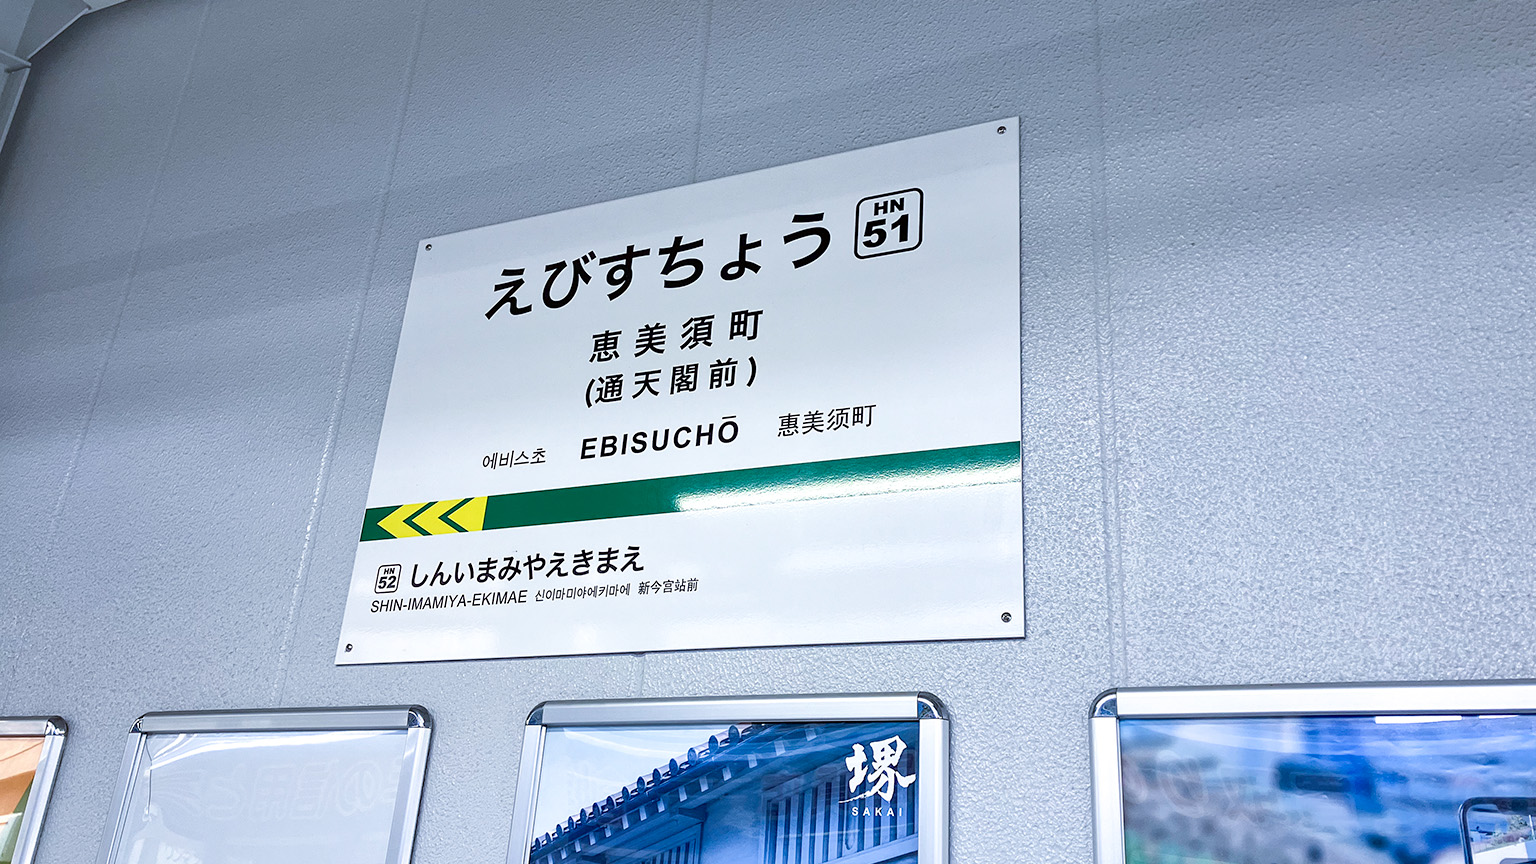 えびすちょう
HN
51
恵美須町
(通天閣前)
에비스초 EBISUCHŌ 惠美须町
HN
52
しんいまみやえきまえ
SHIN-IMAMIYA-EKIMAE 신이마미야에키마에 新今宫站前
堺
SAKAI